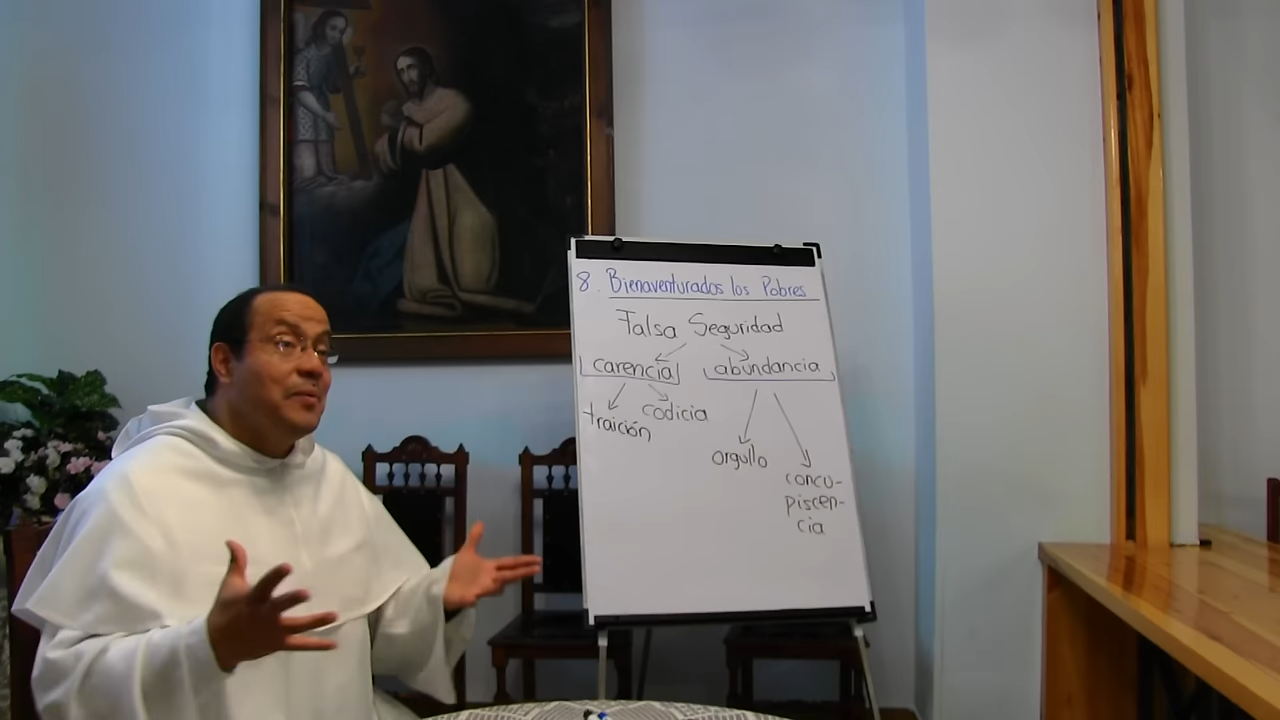 8. Bienaventurados los Pobres
Falsa Seguridad
carencia abundancia
traición codicia
orgullo
concu-
piscen-
cia